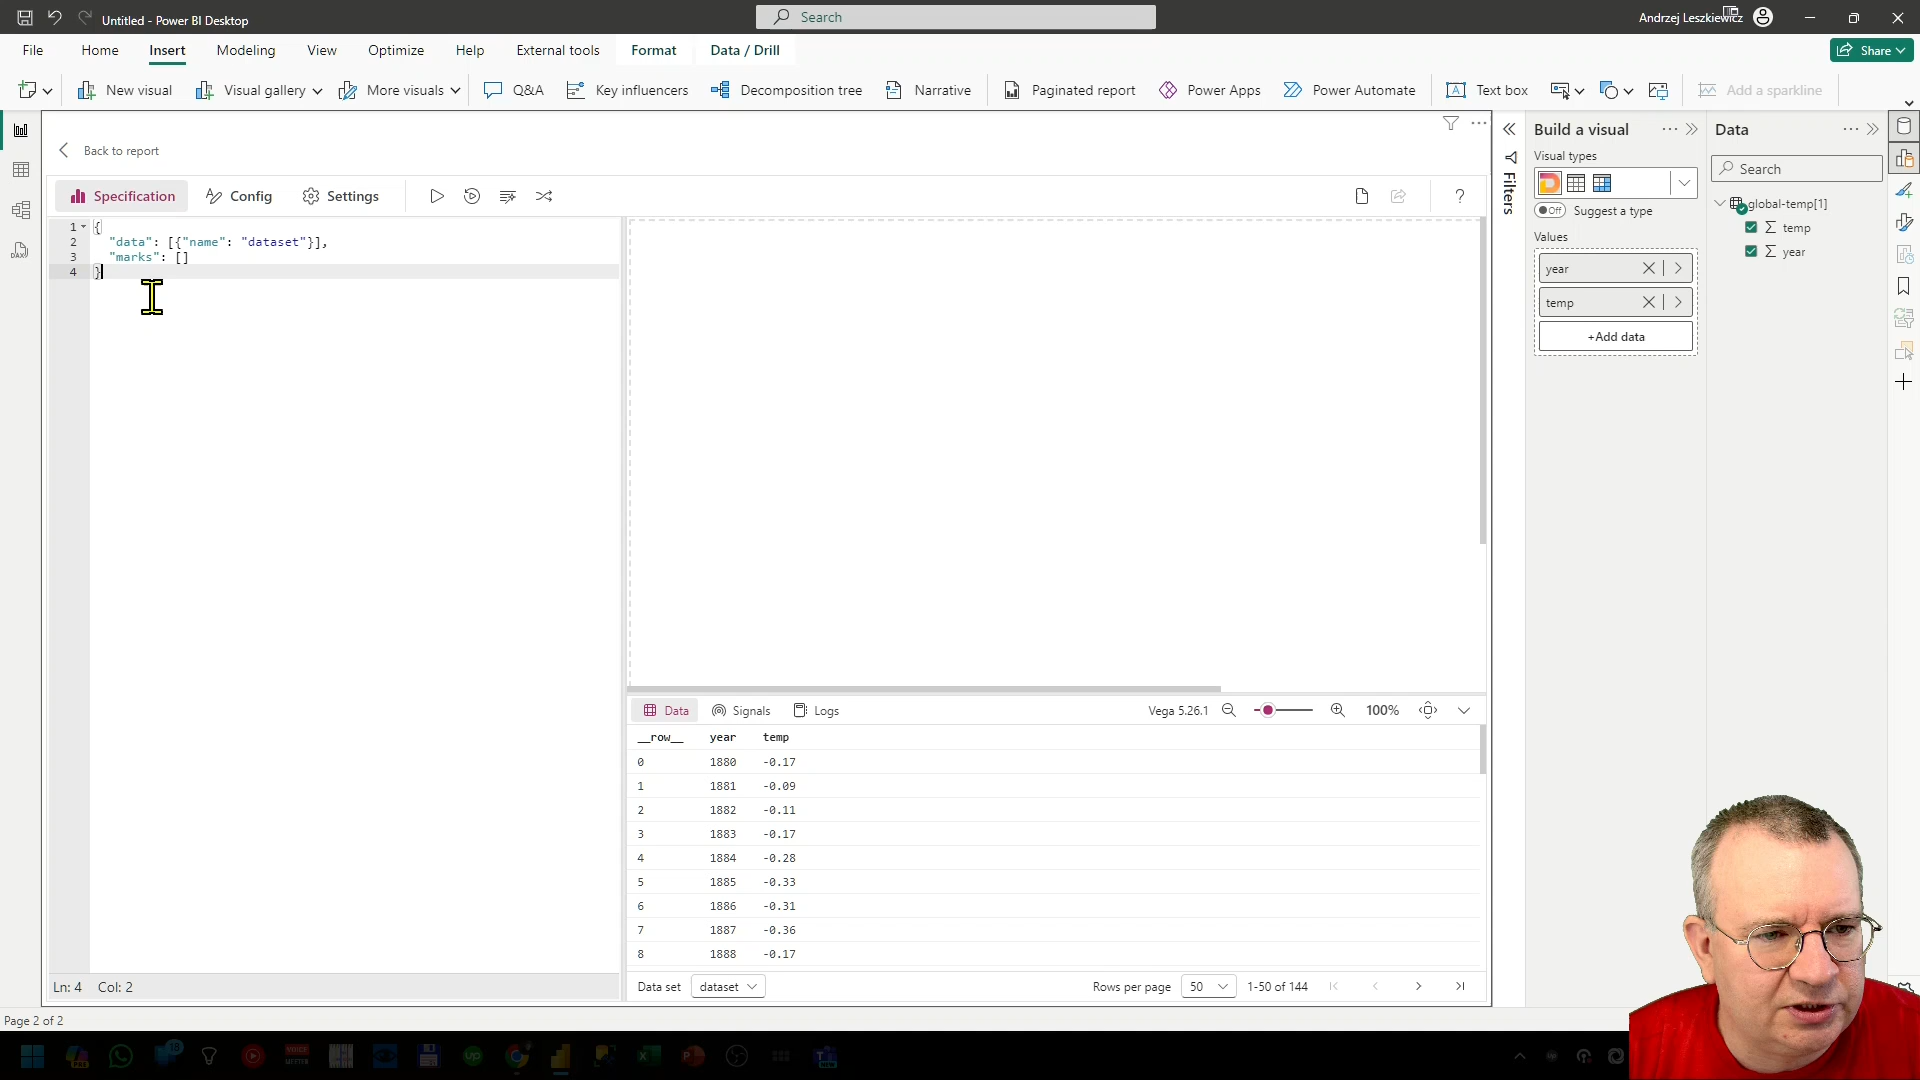 Untitled - Power BI Desktop
Search
Andrzej Leszkiewicz
File
Home
Insert
Modeling
View
Optimize
Help
External tools
Format
Data / Drill
Share
New visual
Visual gallery
More visuals
Q&A
Key influencers
Decomposition tree
Narrative
Paginated report
Power Apps
Power Automate
Text box
Add a sparkline
Back to report
Specification
Config
Settings
1 {
2 "data": [{"name": "dataset"}],
3 "marks": []
4 }
Ln: 4 Col: 2
Data
Signals
Logs
Vega 5.26.1
100%
__row__ year temp
0 1880 -0.17
1 1881 -0.09
2 1882 -0.11
3 1883 -0.17
4 1884 -0.28
5 1885 -0.33
6 1886 -0.31
7 1887 -0.36
8 1888 -0.17
Data set dataset
Rows per page 50 1-50 of 144
Filters
Build a visual
Visual types
Off Suggest a type
Values
year
temp
+Add data
Data
Search
global-temp[1]
temp
year
Page 2 of 2